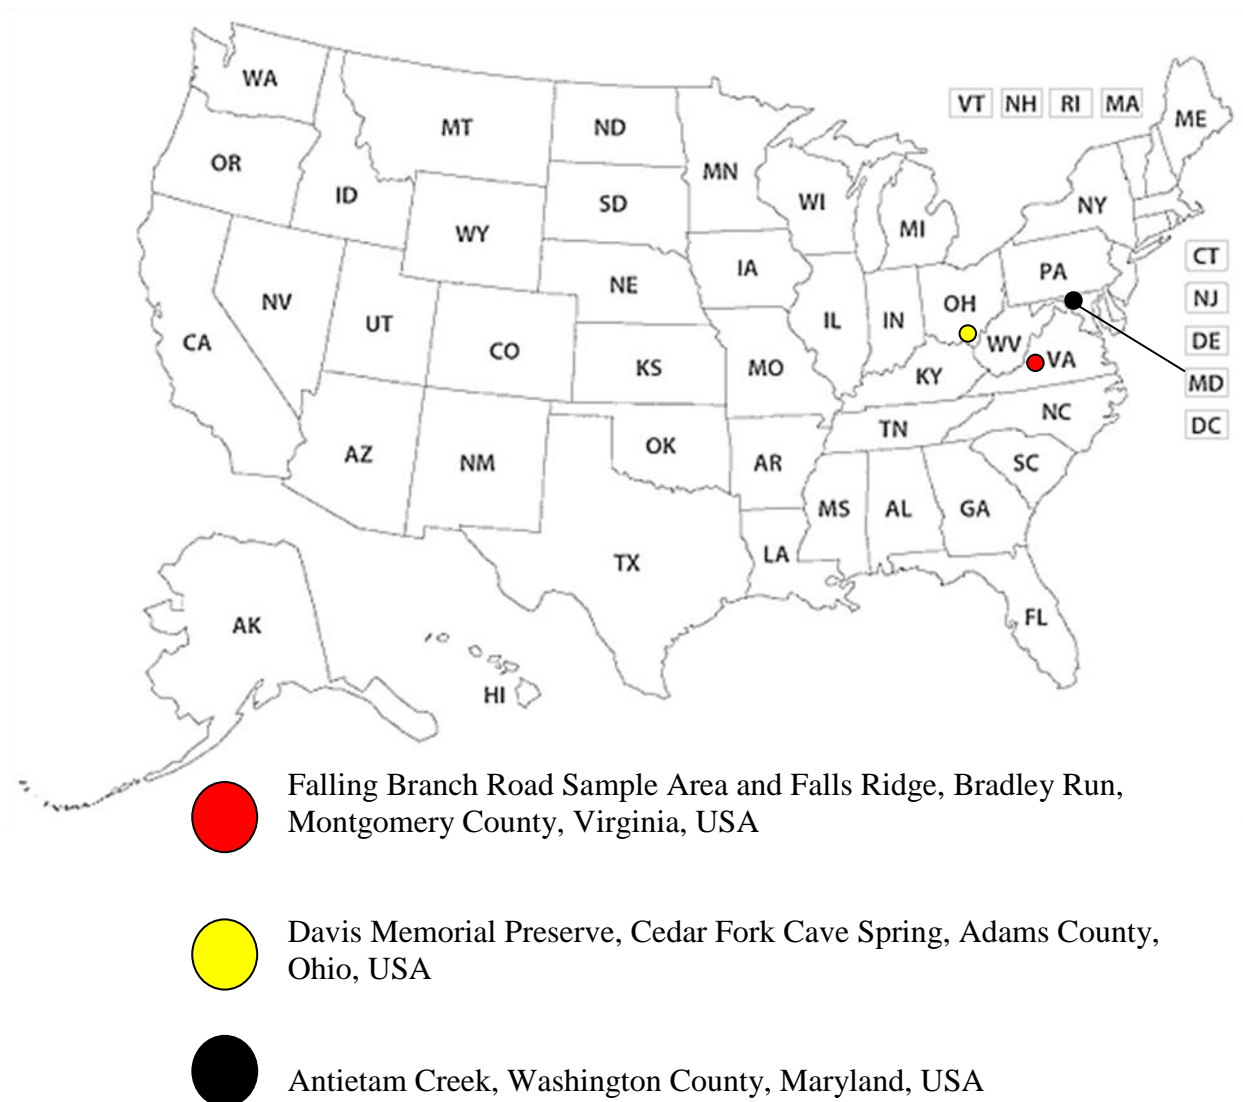 WA
MT
ND
MN
VT NH RI MA
ME
OR
ID
SD
WI
MI
NY
WY
IA
PA
CT
NV
UT
NE
IL
IN
OH
NJ
CA
CO
KS
MO
WV
VA
DE
KY
MD
AZ
NM
OK
AR
TN
NC
DC
SC
MS
AL
GA
TX
LA
FL
AK
HI
Falling Branch Road Sample Area and Falls Ridge, Bradley Run,
Montgomery County, Virginia, USA
Davis Memorial Preserve, Cedar Fork Cave Spring, Adams County,
Ohio, USA
Antietam Creek, Washington County, Maryland, USA